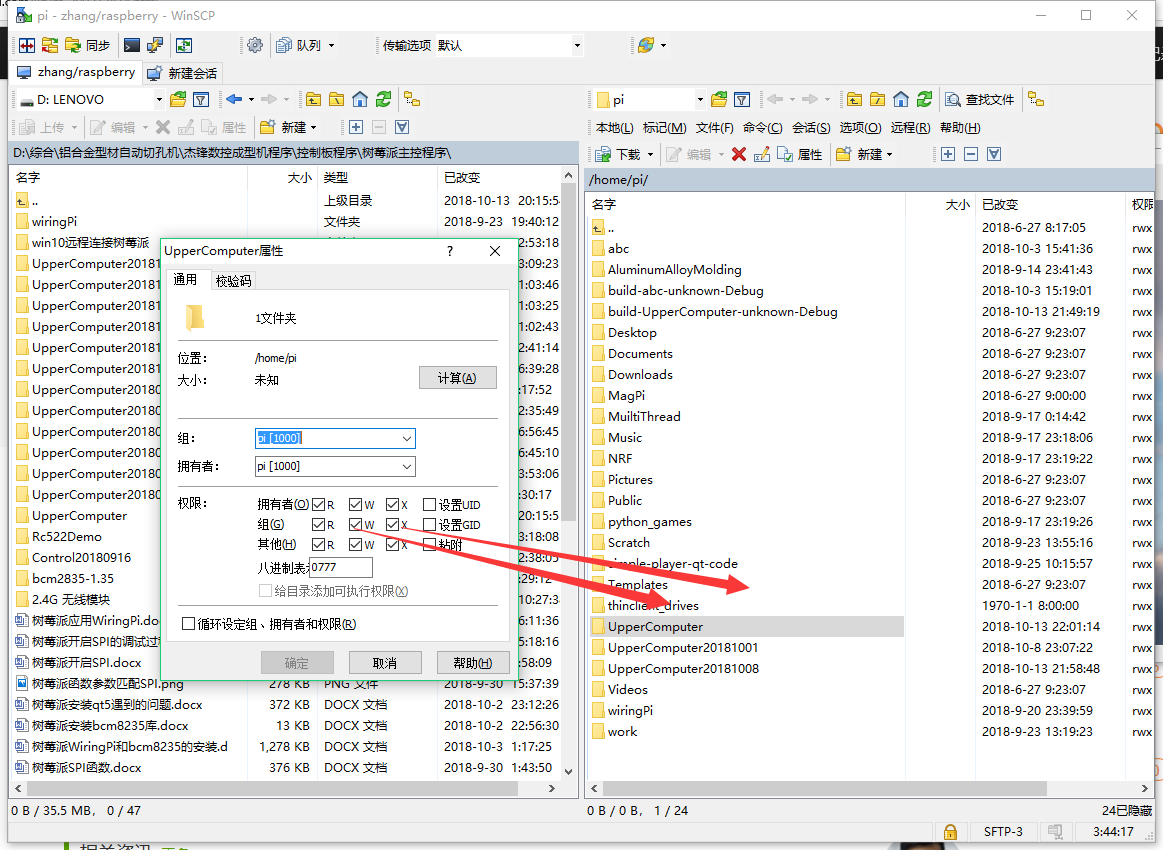 pi - zhang/raspberry - WinSCP
同步
队列
传输选项 默认
zhang/raspberry
新建会话
D: LENOVO
上传
编辑
属性
新建
D:\综合\铝合金型材自动切孔机\杰锋数控成型机程序\控制板程序\树莓派主控程序\
名字 大小 类型 已改变
.. 上级目录 2018-10-13 20:15:5
wiringPi 文件夹 2018-9-23 19:40:12
win10远程连接树莓派 2:53:18
UpperComputer20181 3:09:23
UpperComputer20181 1:03:46
UpperComputer20181 1:03:25
UpperComputer20181 1:02:43
UpperComputer20181 2:41:14
UpperComputer20181 6:39:28
UpperComputer20180 :17:52
UpperComputer20180 2:35:49
UpperComputer20180 6:56:45
UpperComputer20180 6:45:10
UpperComputer20180 3:53:06
UpperComputer20180 :30:17
UpperComputer 20:15:5
Rc522Demo 3:18:08
Control20180916 2:38:05
bcm2835-1.35 :29:12
2.4G 无线模块 10:27:3
树莓派应用WiringPi.do 6:11:36
树莓派开启SPI的调试过 5:18:16
树莓派开启SPI.docx :58:09
树莓派函数参数匹配SPI.png 278 KB PNG 文件 2018-9-30 15:37:39
树莓派安装qt5遇到的问题.docx 372 KB DOCX 文档 2018-10-2 23:12:26
树莓派安装bcm8235库.docx 13 KB DOCX 文档 2018-10-2 22:56:30
树莓派WiringPi和bcm8235的安装.d 1,278 KB DOCX 文档 2018-10-3 1:17:25
树莓派SPI函数.docx 376 KB DOCX 文档 2018-9-30 1:43:50
0 B / 35.5 MB， 0 / 47
UpperComputer属性 ?
通用 校验码
1文件夹
位置： /home/pi
大小： 未知
计算(A)
组： pi [1000]
拥有者： pi [1000]
权限： 拥有者(O) R W X 设置UID
组(G) R W X 设置GID
其他(H) R W X 粘附
八进制表: 0777
给目录添加可执行权限(X)
循环设定组、拥有者和权限(R)
确定 取消 帮助(H)
pi
查找文件
本地(L) 标记(M) 文件(F) 命令(C) 会话(S) 选项(O) 远程(R) 帮助(H)
下载 编辑 属性 新建
/home/pi/
名字 大小 已改变 权限
.. 2018-6-27 8:17:05 rwx
abc 2018-10-3 15:41:36 rwx
AluminumAlloyMolding 2018-9-14 23:41:43 rwx
build-abc-unknown-Debug 2018-10-3 15:19:01 rwx
build-UpperComputer-unknown-Debug 2018-10-13 21:49:19 rwx
Desktop 2018-6-27 9:23:07 rwx
Documents 2018-6-27 9:23:07 rwx
Downloads 2018-6-27 9:23:07 rwx
MagPi 2018-6-27 9:00:00 rwx
MuiltiThread 2018-9-17 0:14:42 rwx
Music 2018-9-17 23:18:06 rwx
NRF 2018-9-17 23:19:22 rwx
Pictures 2018-6-27 9:23:07 rwx
Public 2018-6-27 9:23:07 rwx
python_games 2018-9-17 23:19:26 rwx
Scratch 2018-9-23 13:55:16 rwx
simple-player-qt-code 2018-9-25 10:15:57 rwx
Templates 2018-6-27 9:23:07 rwx
thinclient_drives 1970-1-1 8:00:00 rwx
UpperComputer 2018-10-13 22:01:14 rwx
UpperComputer20181001 2018-10-8 23:07:22 rwx
UpperComputer20181008 2018-10-13 21:58:48 rwx
Videos 2018-6-27 9:23:07 rwx
wiringPi 2018-9-20 23:39:59 rwx
work 2018-9-23 13:19:23 rwx
0 B / 0 B， 1 / 24 24已隐藏
SFTP-3 3:44:17